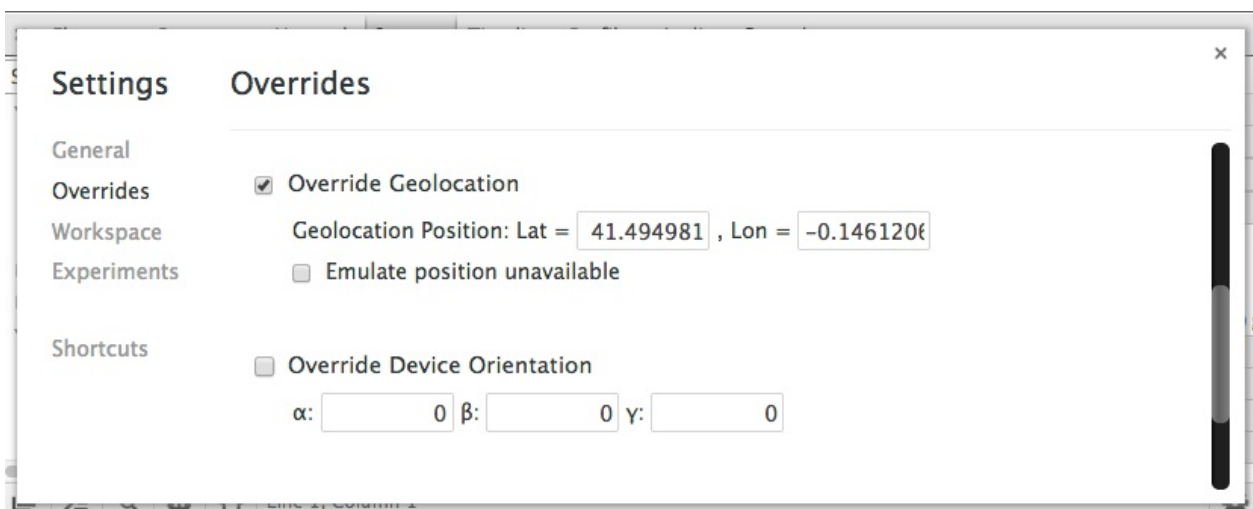 Settings
Overrides
General
Overrides
Workspace
Experiments
Shortcuts
Override Geolocation
Geolocation Position: Lat = 41.494981 , Lon = -0.1461206
Emulate position unavailable
Override Device Orientation
α: 0 β: 0 γ: 0
Line 1, Column 1